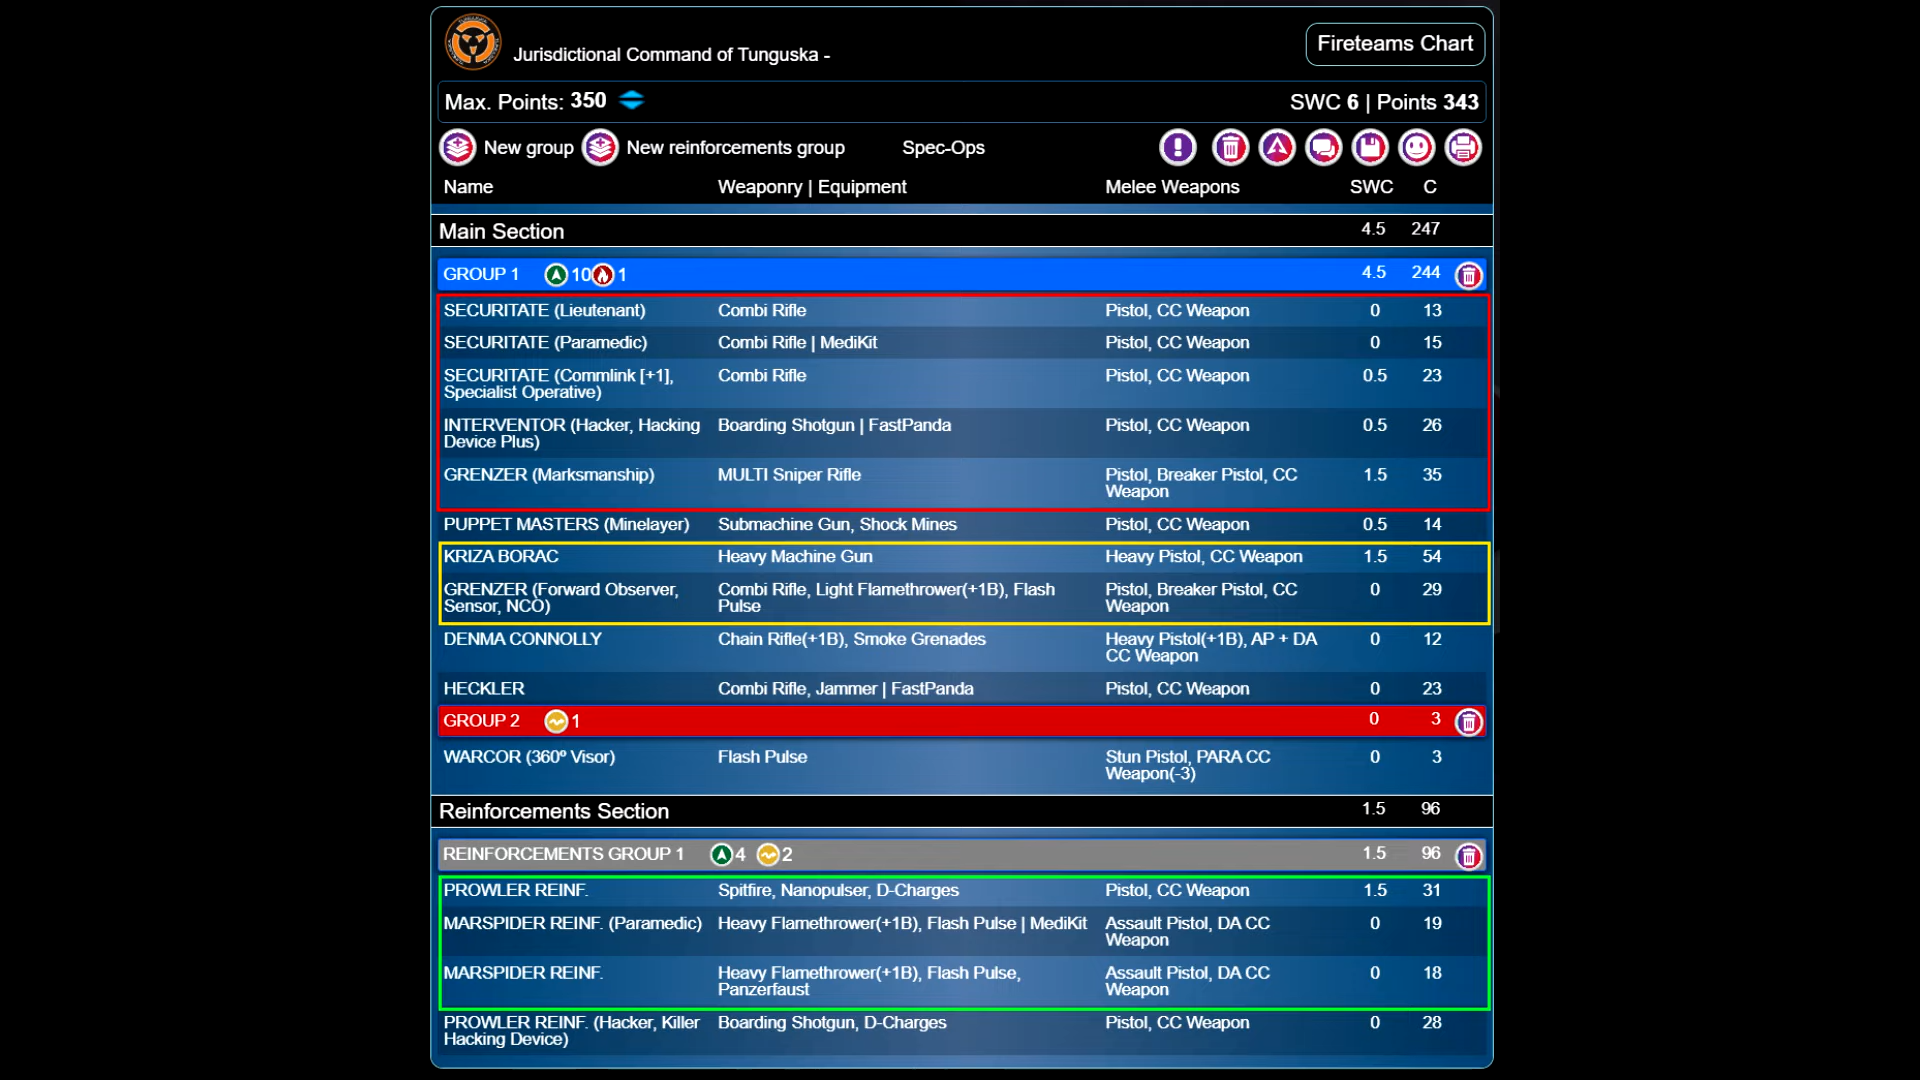 Jurisdictional Command of Tunguska -
Fireteams Chart
Max. Points: 350
SWC 6 | Points 343
New group
New reinforcements group
Spec-Ops
Name Weaponry | Equipment Melee Weapons SWC C
Main Section 4.5 247
GROUP 1 10 1 4.5 244
SECURITATE (Lieutenant) Combi Rifle Pistol, CC Weapon 0 13
SECURITATE (Paramedic) Combi Rifle | MediKit Pistol, CC Weapon 0 15
SECURITATE (Commlink [+1], Combi Rifle Pistol, CC Weapon 0.5 23
Specialist Operative)
INTERVENTOR (Hacker, Hacking Boarding Shotgun | FastPanda Pistol, CC Weapon 0.5 26
Device Plus)
GRENZER (Marksmanship) MULTI Sniper Rifle Pistol, Breaker Pistol, CC 1.5 35
Weapon
PUPPET MASTERS (Minelayer) Submachine Gun, Shock Mines Pistol, CC Weapon 0.5 14
KRIZA BORAC Heavy Machine Gun Heavy Pistol, CC Weapon 1.5 54
GRENZER (Forward Observer, Combi Rifle, Light Flamethrower(+1B), Flash Pistol, Breaker Pistol, CC 0 29
Sensor, NCO) Pulse Weapon
DENMA CONNOLLY Chain Rifle(+1B), Smoke Grenades Heavy Pistol(+1B), AP + DA 0 12
CC Weapon
HECKLER Combi Rifle, Jammer | FastPanda Pistol, CC Weapon 0 23
GROUP 2 1 0 3
WARCOR (360º Visor) Flash Pulse Stun Pistol, PARA CC 0 3
Weapon(-3)
Reinforcements Section 1.5 96
REINFORCEMENTS GROUP 1 4 2 1.5 96
PROWLER REINF. Spitfire, Nanopulser, D-Charges Pistol, CC Weapon 1.5 31
MARSPIDER REINF. (Paramedic) Heavy Flamethrower(+1B), Flash Pulse | MediKit Assault Pistol, DA CC 0 19
Weapon
MARSPIDER REINF. Heavy Flamethrower(+1B), Flash Pulse, Assault Pistol, DA CC 0 18
Panzerfaust Weapon
PROWLER REINF. (Hacker, Killer Boarding Shotgun, D-Charges Pistol, CC Weapon 0 28
Hacking Device)